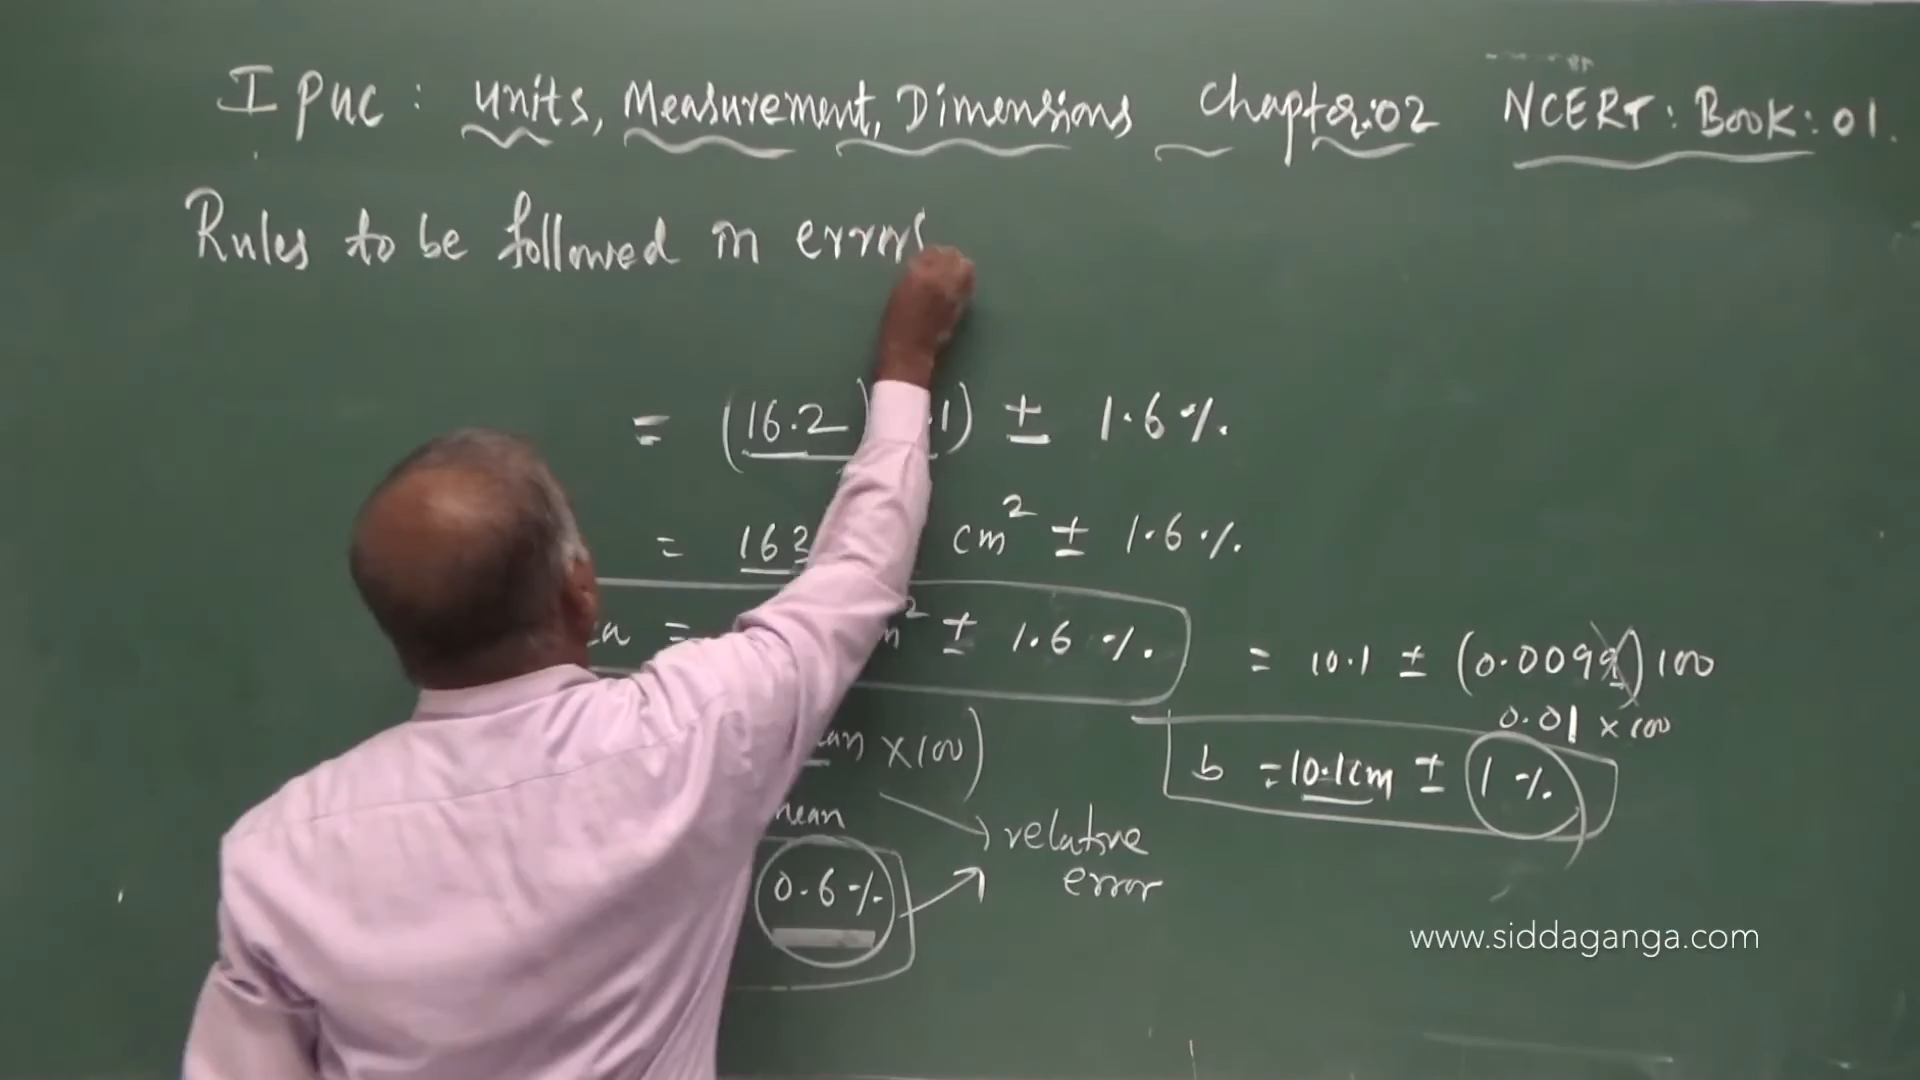 I PUC : Units, Measurement, Dimensions Chapter:02 NCERT: Book: 01.
Rules to be followed in errors
= (16.2) .1) ± 1.6 %.
= 163 cm² ± 1.6 %.
= ² ± 1.6 %.
= 10.1 ± (0.0099) 100
0.01 x 100
x 100)
b = 10.1cm ± 1 %.
mean
relative
error
0.6 %.
www.siddaganga.com